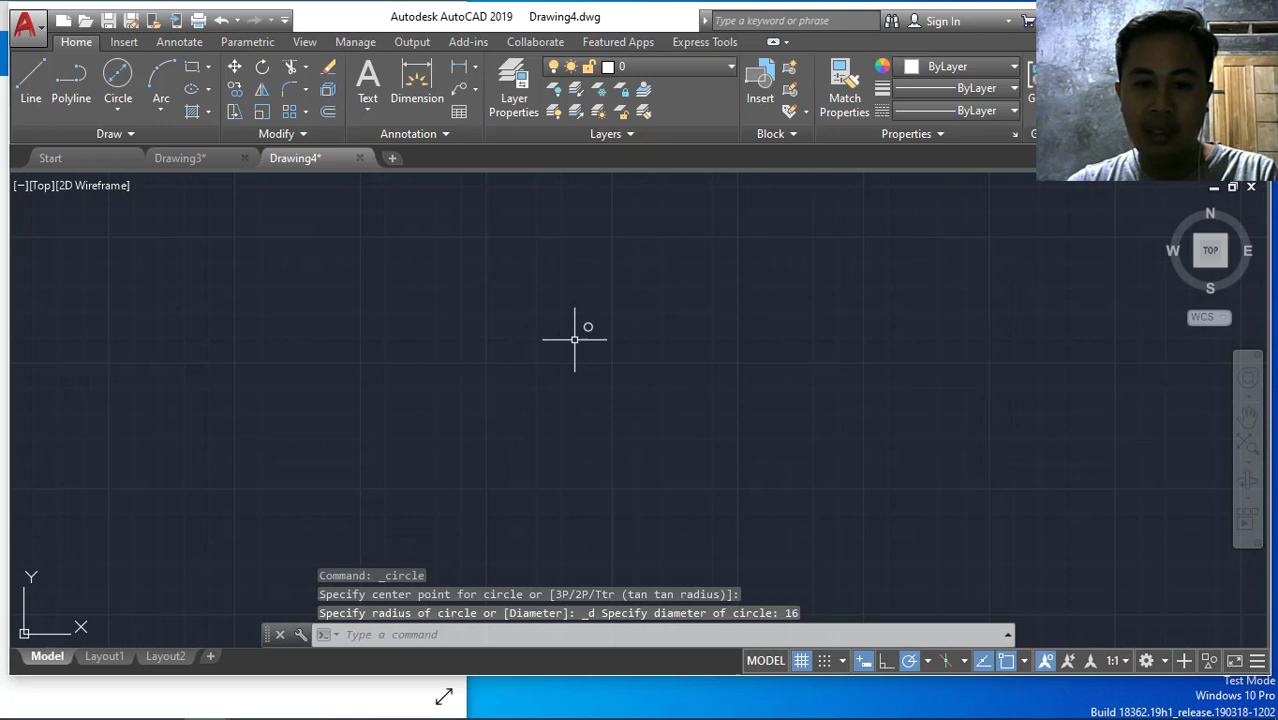 Autodesk AutoCAD 2019 Drawing4.dwg
Type a keyword or phrase
Sign In
Home Insert Annotate Parametric View Manage Output Add-ins Collaborate Featured Apps Express Tools
0
ByLayer
ByLayer
ByLayer
Line Polyline Circle Arc
Text Dimension
Layer
Properties
Insert
Match
Properties
Draw Modify Annotation Layers Block Properties
Start Drawing3* Drawing4*
[−][Top][2D Wireframe]
N
W TOP E
S
WCS
Y
X
Command: _circle
Specify center point for circle or [3P/2P/Ttr (tan tan radius)]:
Specify radius of circle or [Diameter]: _d Specify diameter of circle: 16
Type a command
Model Layout1 Layout2
MODEL 1:1
Test Mode
Windows 10 Pro
Build 18362.19h1_release.190318-1202